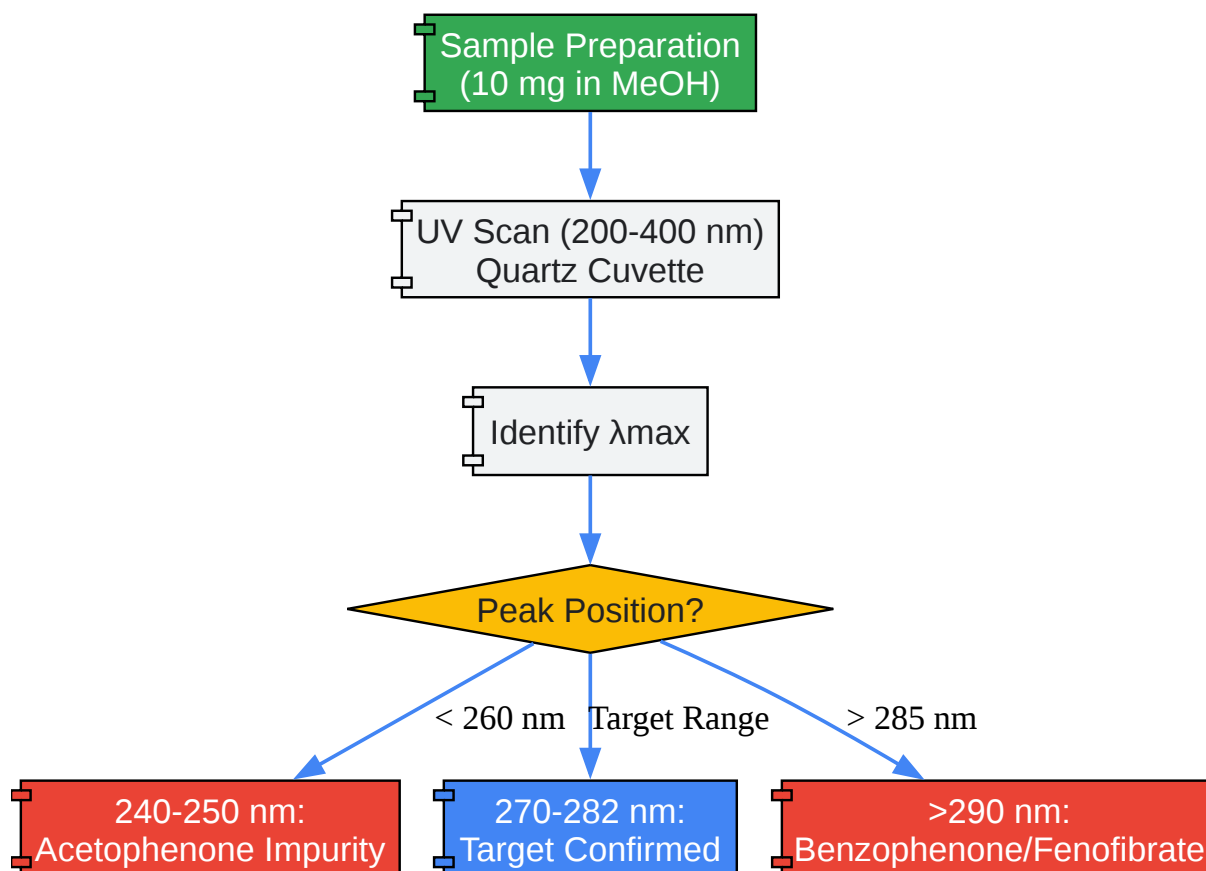 Sample Preparation
(10 mg in MeOH)
UV Scan (200-400 nm)
Quartz Cuvette
Identify λmax
Peak Position?
< 260 nm
Target Range
> 285 nm
240-250 nm:
Acetophenone Impurity
270-282 nm:
Target Confirmed
>290 nm:
Benzophenone/Fenofibrate